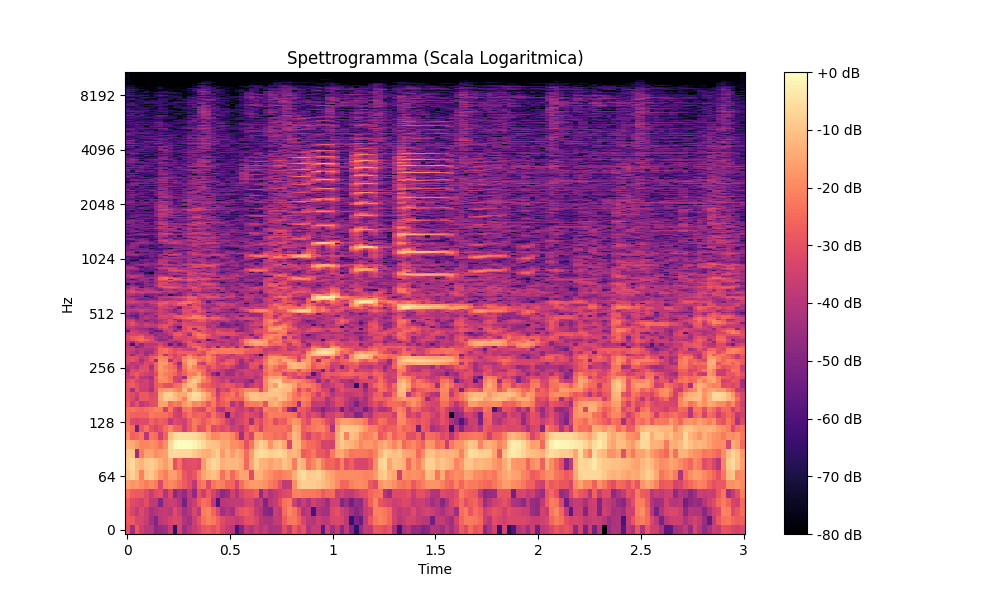 Spettrogramma (Scala Logaritmica)
8192
4096
2048
1024
512
256
128
64
0
Hz
0
0.5
1
1.5
2
2.5
3
Time
+0 dB
-10 dB
-20 dB
-30 dB
-40 dB
-50 dB
-60 dB
-70 dB
-80 dB